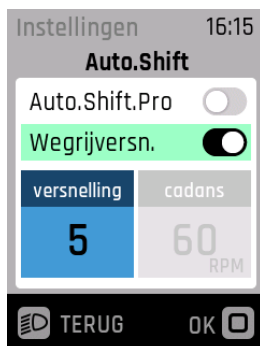 Instellingen 16:15
Auto.Shift
Auto.Shift.Pro
Wegrijversn.
versnelling cadans
5 60
RPM
TERUG OK